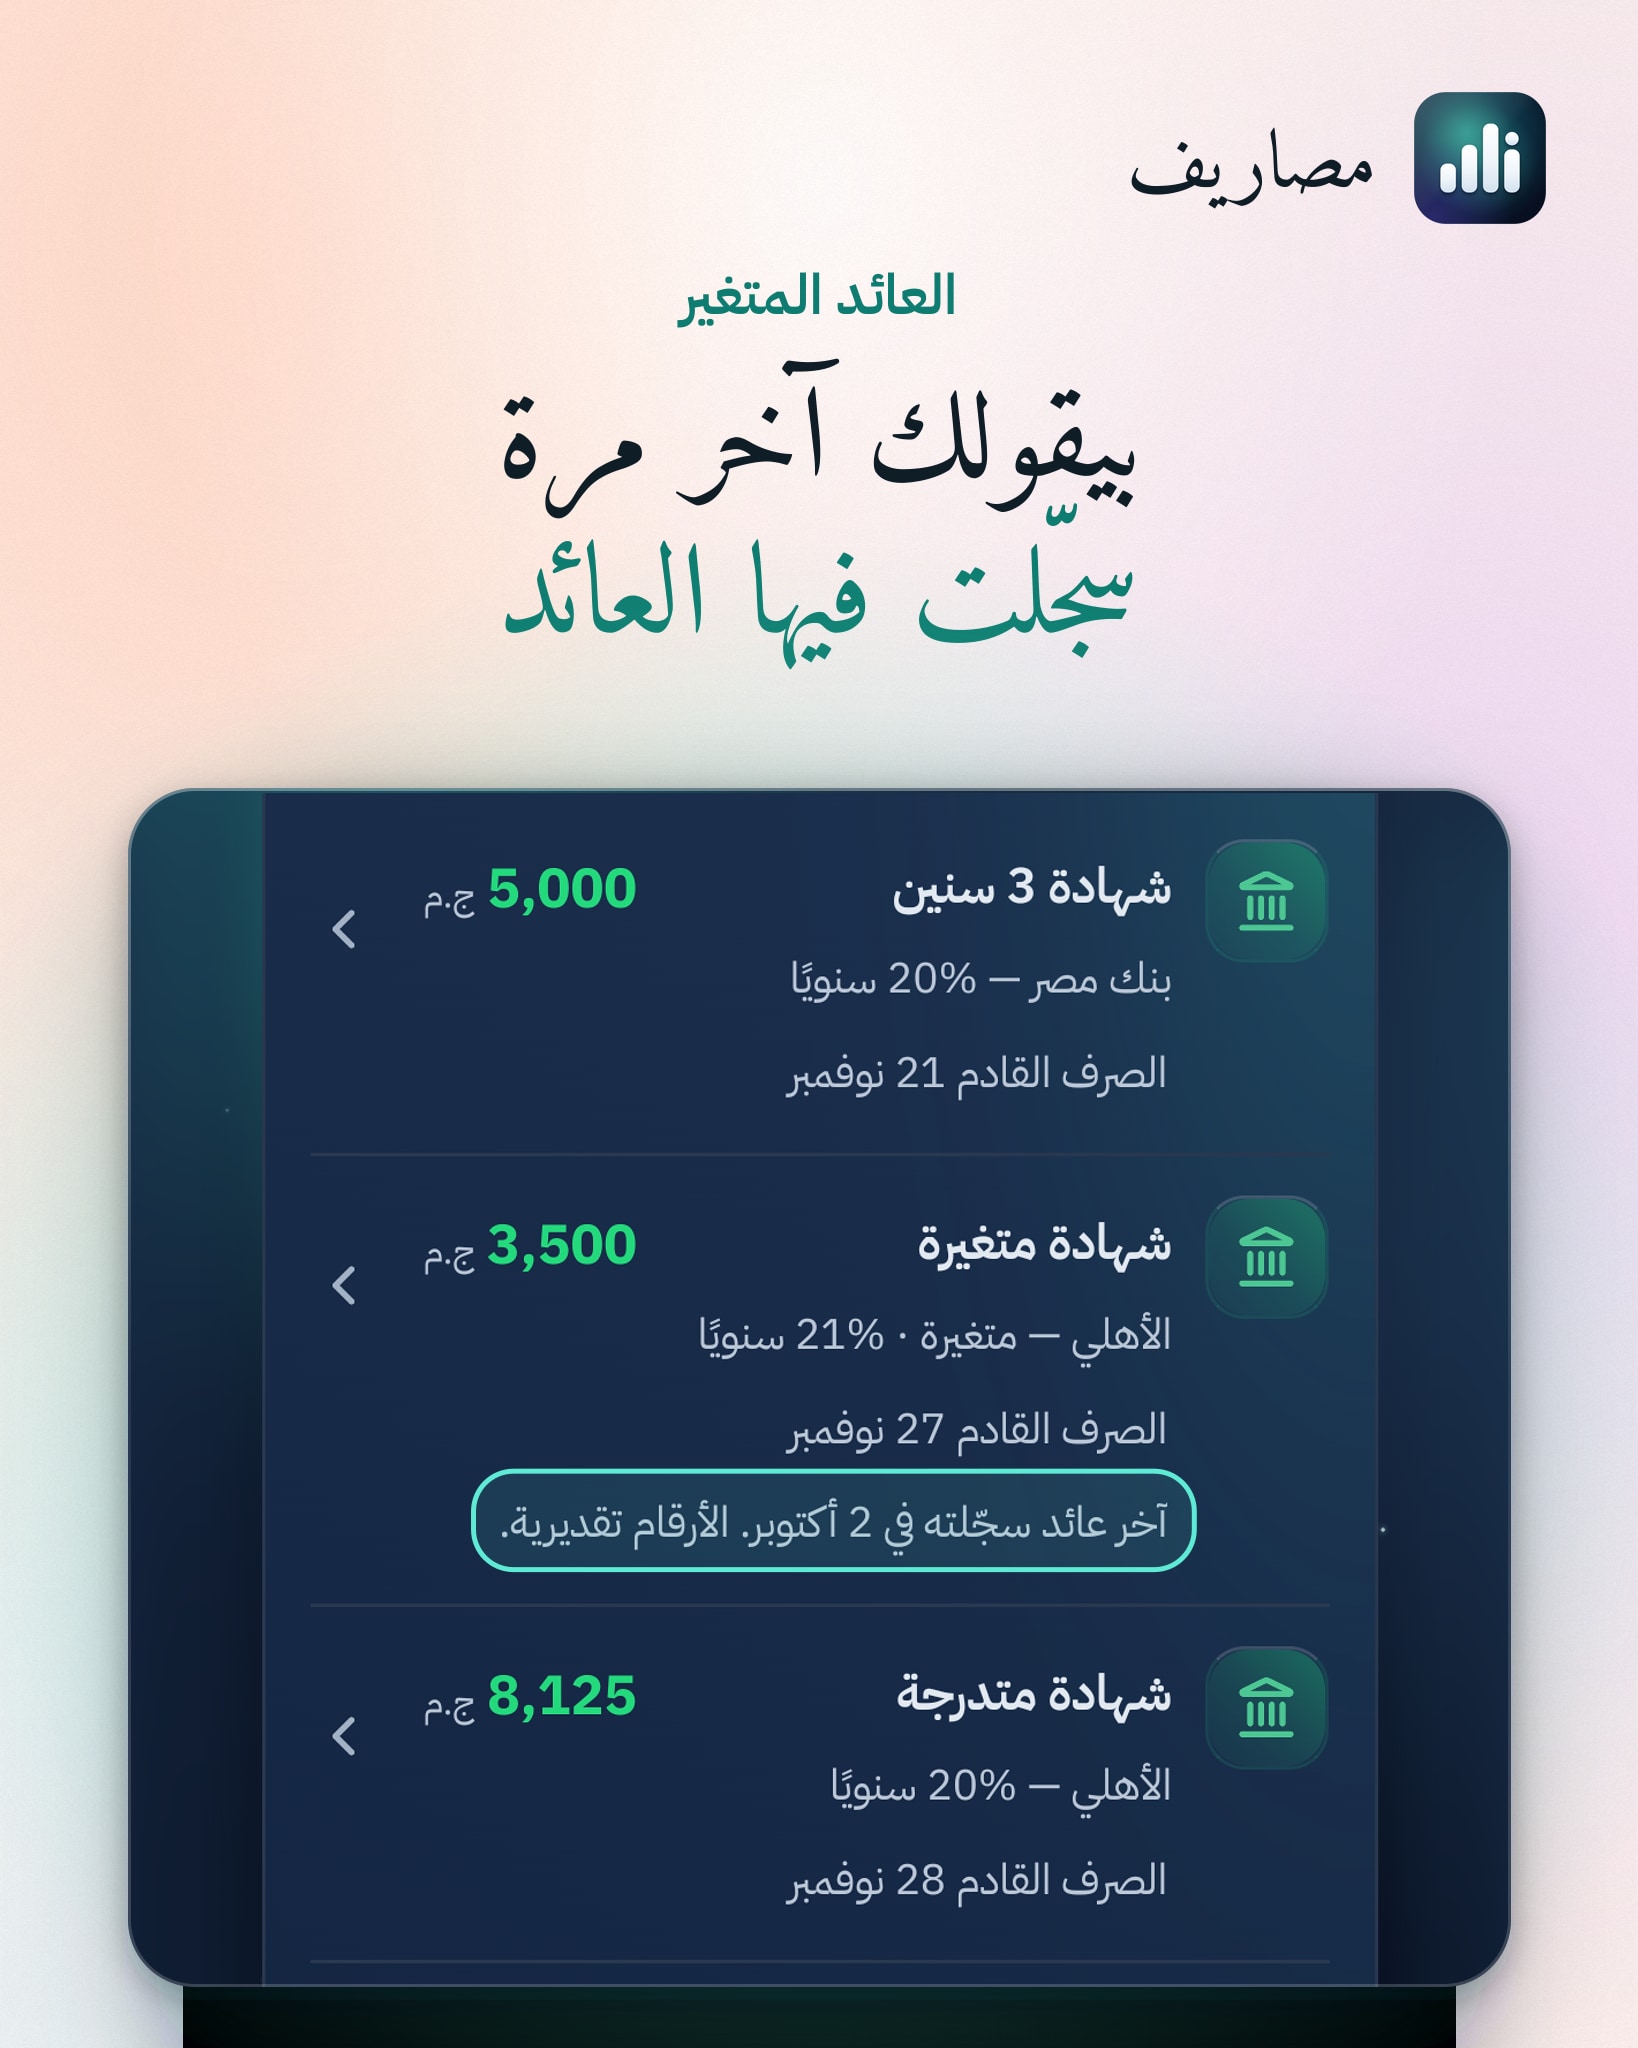 مصاريف
العائد المتغير
بيقولك آخر مرة
سجّلت فيها العائد
شهادة 3 سنين
5,000 ج.م
بنك مصر — 20% سنويًا
الصرف القادم 21 نوفمبر
شهادة متغيرة
3,500 ج.م
الأهلي — متغيرة · 21% سنويًا
الصرف القادم 27 نوفمبر
آخر عائد سجّلته في 2 أكتوبر. الأرقام تقديرية.
شهادة متدرجة
8,125 ج.م
الأهلي — 20% سنويًا
الصرف القادم 28 نوفمبر